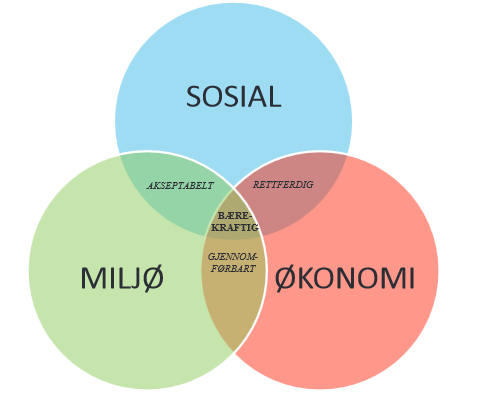 SOSIAL
AKSEPTABELT
RETTFERDIG
BÆRE-
KRAFTIG
GJENNOM-
FØRBART
MILJØ
ØKONOMI